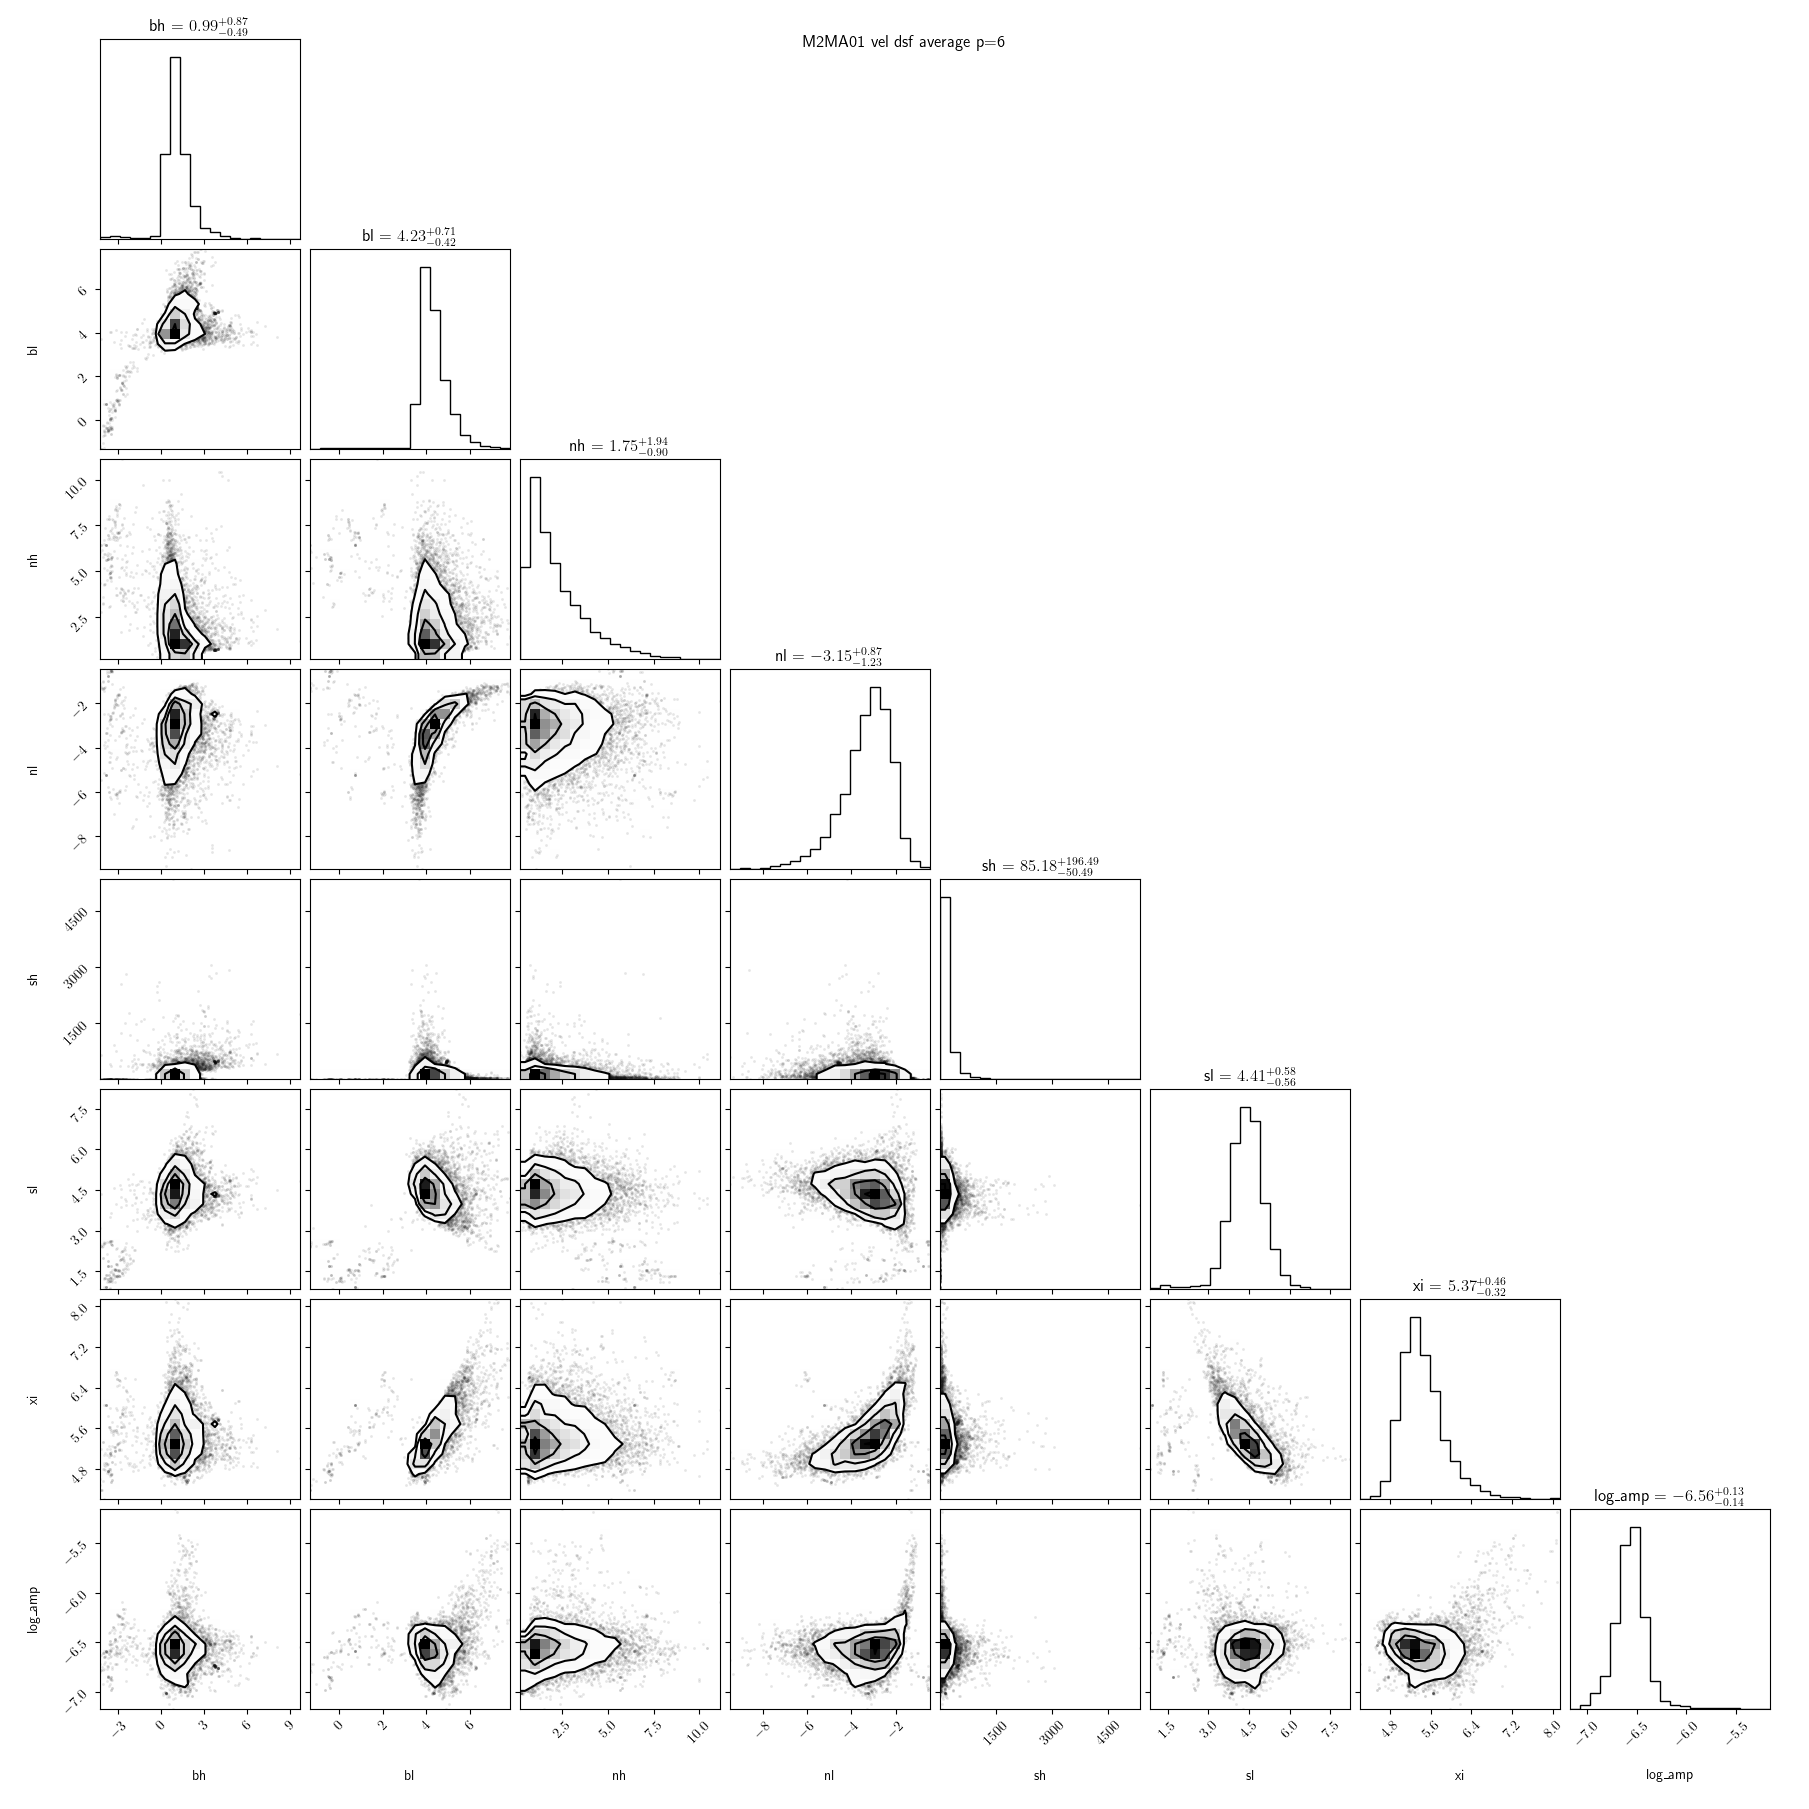 bh = 0.99+0.87−0.49
M2MA01 vel dsf average p=6
bl = 4.23+0.71−0.42
6
4
2
0
bl
nh = 1.75+1.94−0.90
10.0
7.5
5.0
2.5
nh
nl = −3.15+0.87−1.23
−2
−4
−6
−8
nl
sh = 85.18+196.49−50.49
4500
3000
1500
sh
sl = 4.41+0.58−0.56
7.5
6.0
4.5
3.0
1.5
sl
xi = 5.37+0.46−0.32
8.0
7.2
6.4
5.6
4.8
xi
log_amp = −6.56+0.13−0.14
−5.5
−6.0
−6.5
−7.0
log_amp
−3 0 3 6 9 0 2 4 6 2.5 5.0 7.5 10.0 −8 −6 −4 −2 1500 3000 4500 1.5 3.0 4.5 6.0 7.5 4.8 5.6 6.4 7.2 8.0 −7.0 −6.5 −6.0 −5.5
bh bl nh nl sh sl xi log_amp